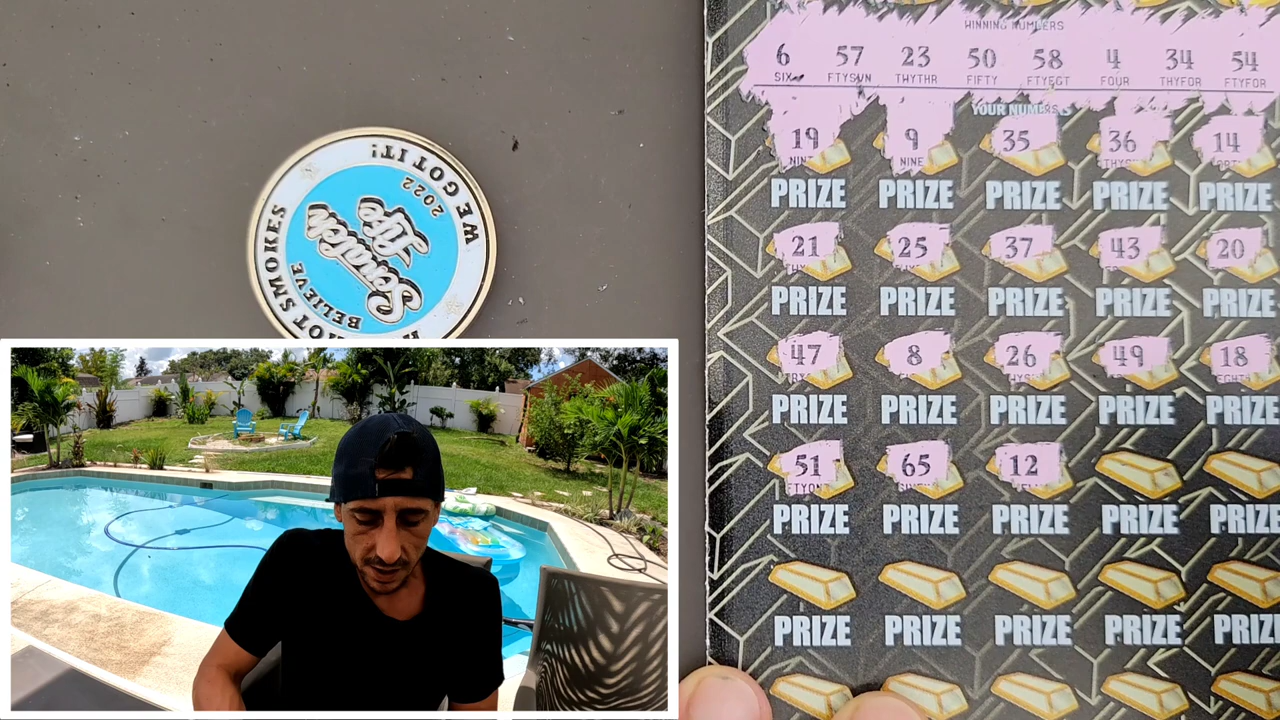 WE GOT IT!
2022
Scratch
Life
BELIEVE
SMOKES
WINNING NUMBERS
6 57 23 50 58 4 34 54
SIX FTYSVN TWYTHR FIFTY FTYEGT FOUR THYFOR FTYFOR
YOUR NUMBERS
19 9 35 36 14
NINE
PRIZE PRIZE PRIZE PRIZE PRIZE
21 25 37 43 20
PRIZE PRIZE PRIZE PRIZE PRIZE
47 8 26 49 18
PRIZE PRIZE PRIZE PRIZE PRIZE
51 65 12
PRIZE PRIZE PRIZE PRIZE PRIZE
PRIZE PRIZE PRIZE PRIZE PRIZE